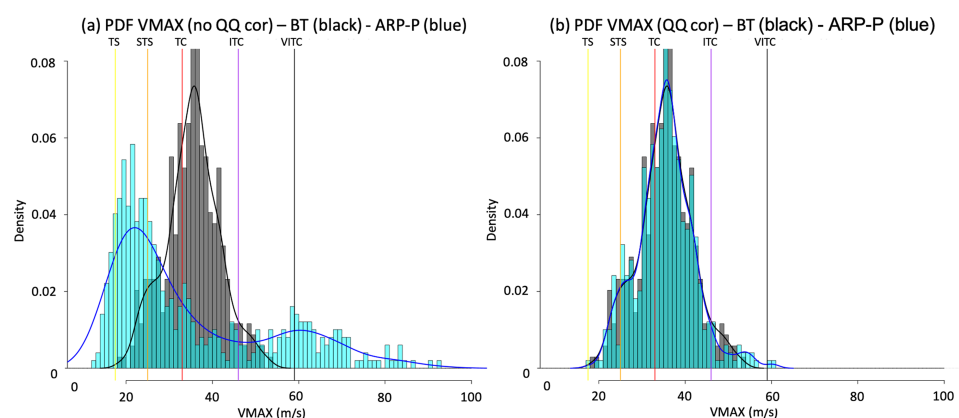 (a) PDF VMAX (no QQ cor) – BT (black) - ARP-P (blue)
TS STS TC ITC VITC
0.08
0.06
0.04
0.02
0
Density
0 20 40 60 80 100
VMAX (m/s)
(b) PDF VMAX (QQ cor) – BT (black) - ARP-P (blue)
TS STS TC ITC VITC
0.08
0.06
0.04
0.02
0
Density
0 20 40 60 80 100
VMAX (m/s)